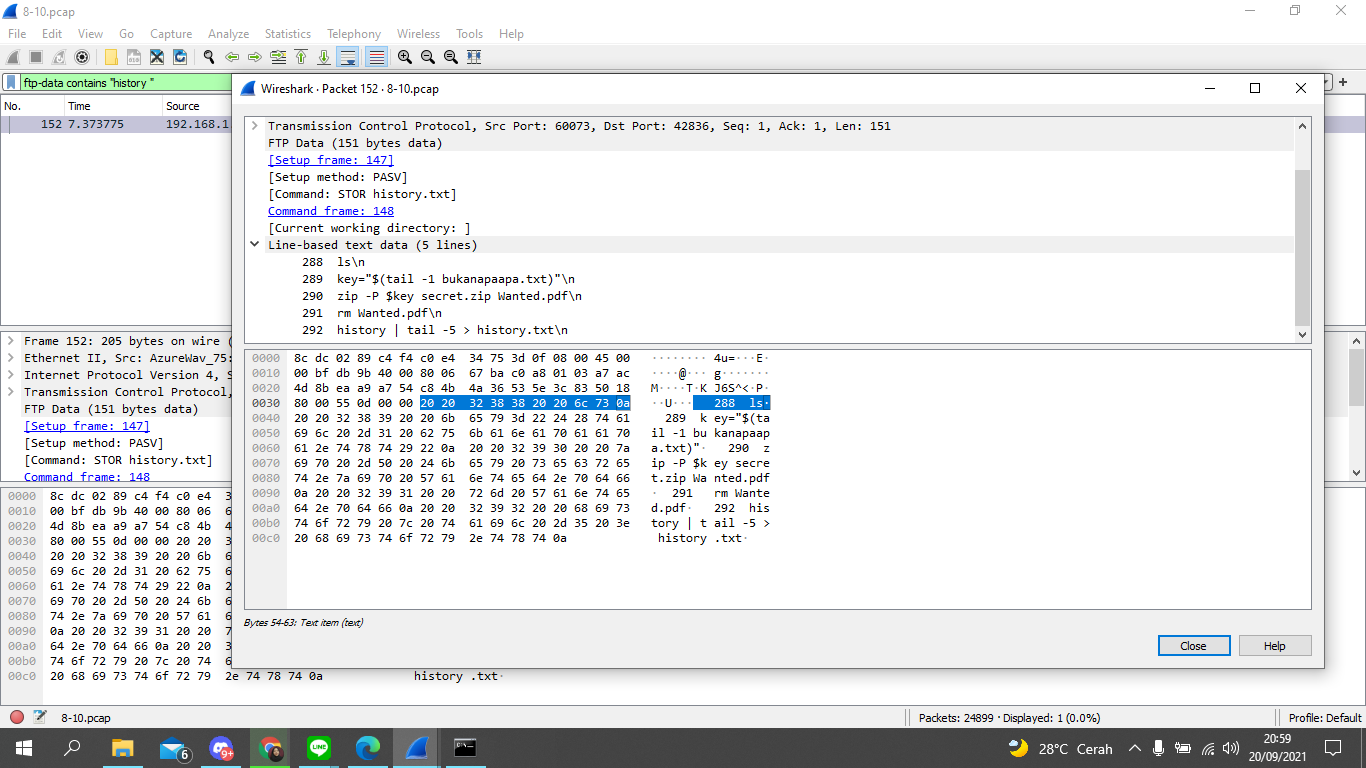 8-10.pcap
File Edit View Go Capture Analyze Statistics Telephony Wireless Tools Help
ftp-data contains "history "
No. Time Source
152 7.373775 192.168.1
Wireshark · Packet 152 · 8-10.pcap
Transmission Control Protocol, Src Port: 60073, Dst Port: 42836, Seq: 1, Ack: 1, Len: 151
FTP Data (151 bytes data)
[Setup frame: 147]
[Setup method: PASV]
[Command: STOR history.txt]
Command frame: 148
[Current working directory: ]
Line-based text data (5 lines)
288 ls\n
289 key="$(tail -1 bukanapaapa.txt)"\n
290 zip -P $key secret.zip Wanted.pdf\n
291 rm Wanted.pdf\n
292 history | tail -5 > history.txt\n
0000 8c dc 02 89 c4 f4 c0 e4 34 75 3d 0f 08 00 45 00 ········ 4u=···E·
0010 00 bf db 9b 40 00 80 06 67 ba c0 a8 01 03 a7 ac ····@··· g·······
0020 4d 8b ea a9 a7 54 c8 4b 4a 36 53 5e 3c 83 50 18 M····T·K J6S^<·P·
0030 80 00 55 0d 00 00 20 20 32 38 38 20 20 6c 73 0a ··U···   288  ls·
0040 20 20 32 38 39 20 20 6b 65 79 3d 22 24 28 74 61   289  k ey="$(ta
0050 69 6c 20 2d 31 20 62 75 6b 61 6e 61 70 61 61 70 il -1 bu kanapaap
0060 61 2e 74 78 74 29 22 0a 20 20 32 39 30 20 20 7a a.txt)"·   290  z
0070 69 70 20 2d 50 20 24 6b 65 79 20 73 65 63 72 65 ip -P $k ey secre
0080 74 2e 7a 69 70 20 57 61 6e 74 65 64 2e 70 64 66 t.zip Wa nted.pdf
0090 0a 20 20 32 39 31 20 20 72 6d 20 57 61 6e 74 65 ·  291   rm Wante
00a0 64 2e 70 64 66 0a 20 20 32 39 32 20 20 68 69 73 d.pdf·   292  his
00b0 74 6f 72 79 20 7c 20 74 61 69 6c 20 2d 35 20 3e tory | t ail -5 >
00c0 20 68 69 73 74 6f 72 79 2e 74 78 74 0a  history .txt·
Bytes 54-63: Text item (text)
Close Help
Frame 152: 205 bytes on wire (
Ethernet II, Src: AzureWav_75:
Internet Protocol Version 4, S
Transmission Control Protocol,
FTP Data (151 bytes data)
[Setup frame: 147]
[Setup method: PASV]
[Command: STOR history.txt]
Command frame: 148
0000 8c dc 02 89 c4 f4 c0 e4 3
0010 00 bf db 9b 40 00 80 06 6
0020 4d 8b ea a9 a7 54 c8 4b 4
0030 80 00 55 0d 00 00 20 20 3
0040 20 20 32 38 39 20 20 6b 6
0050 69 6c 20 2d 31 20 62 75 6
0060 61 2e 74 78 74 29 22 0a 2
0070 69 70 20 2d 50 20 24 6b 6
0080 74 2e 7a 69 70 20 57 61 6
0090 0a 20 20 32 39 31 20 20 7
00a0 64 2e 70 64 66 0a 20 20 3
00b0 74 6f 72 79 20 7c 20 74 6
00c0 20 68 69 73 74 6f 72 79 2e 74 78 74 0a history .txt·
8-10.pcap Packets: 24899 · Displayed: 1 (0.0%) Profile: Default
6 9+ LINE 28°C Cerah 20:59
20/09/2021